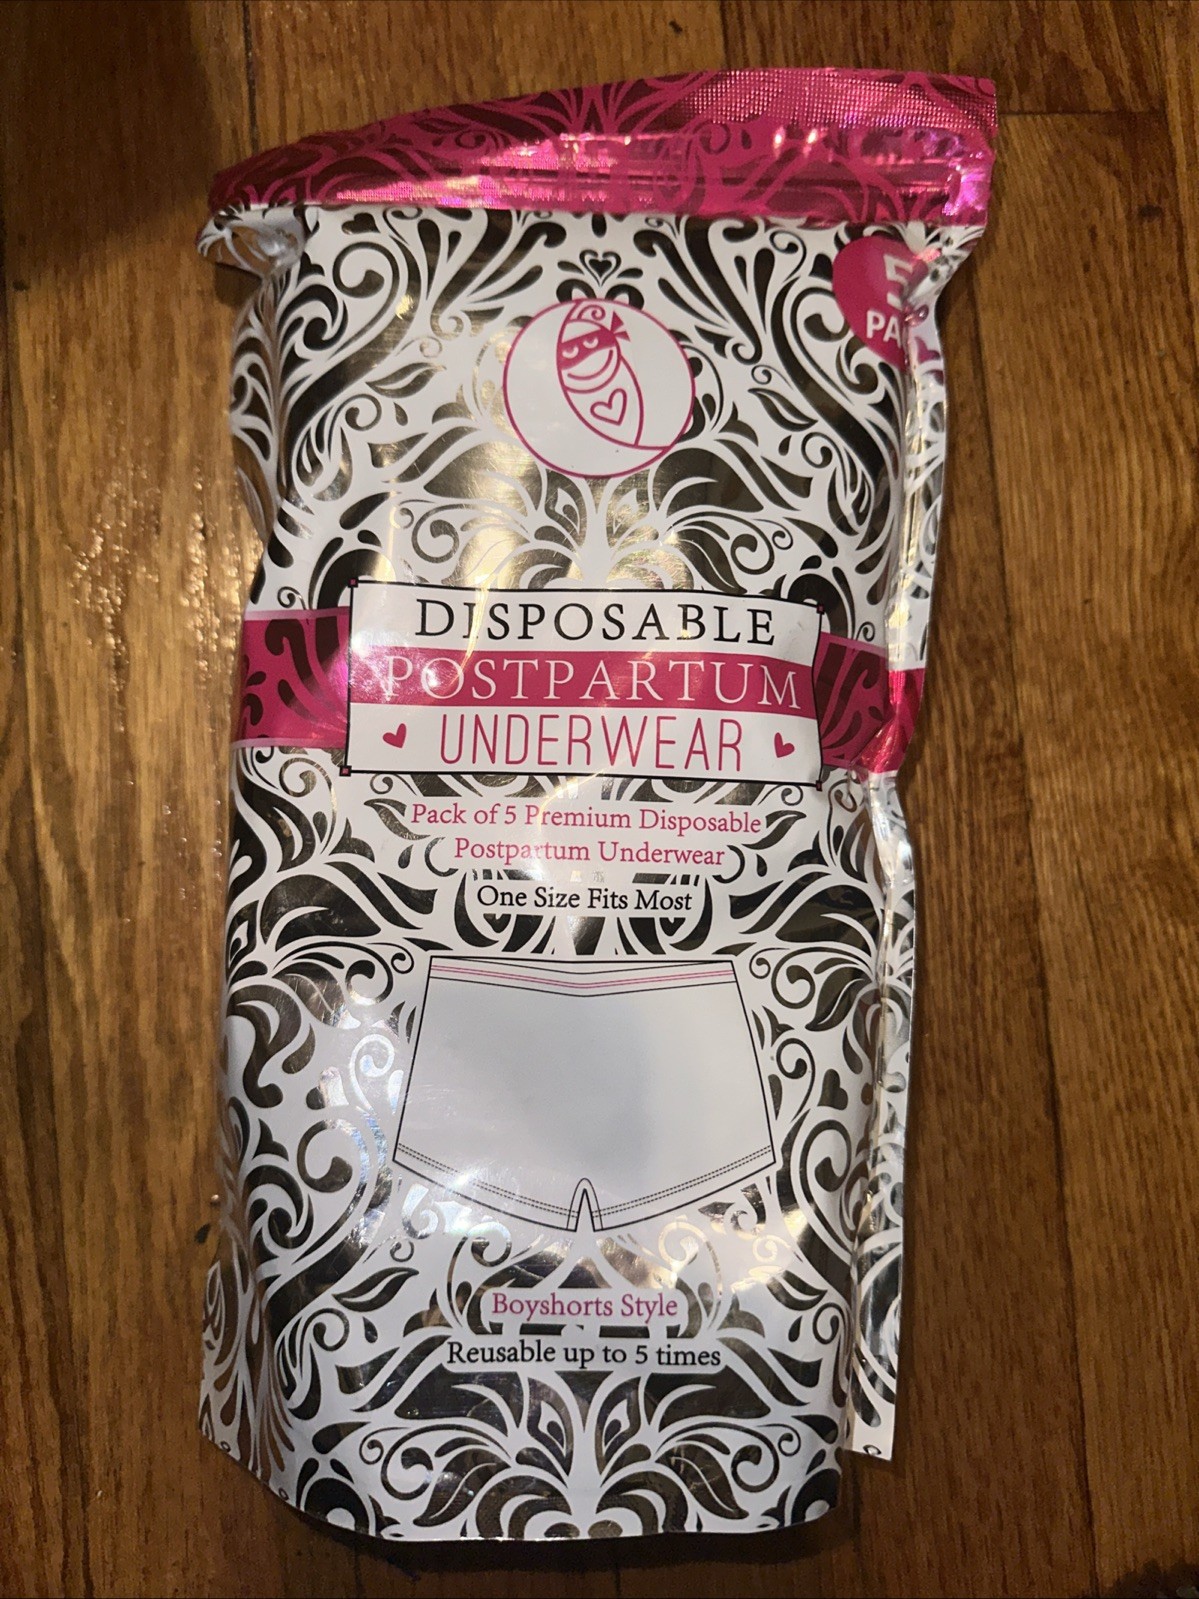 5
DISPOSABLE
POSTPARTUM
UNDERWEAR
Pack of 5 Premium Disposable
Postpartum Underwear
One Size Fits Most
Boyshorts Style
Reusable up to 5 times